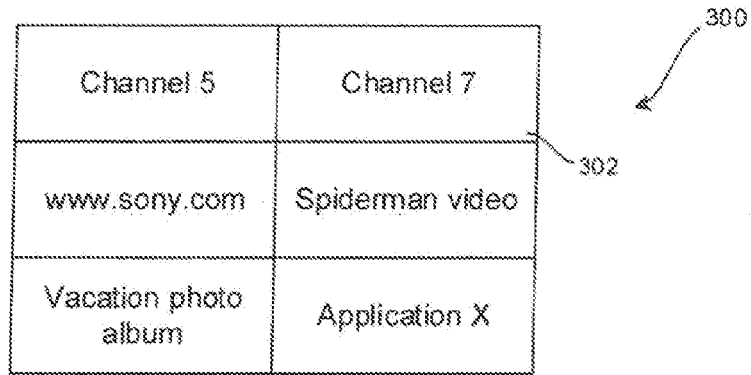 300
Channel 5 Channel 7
302
www.sony.com Spiderman video
Vacation photo
album
Application X